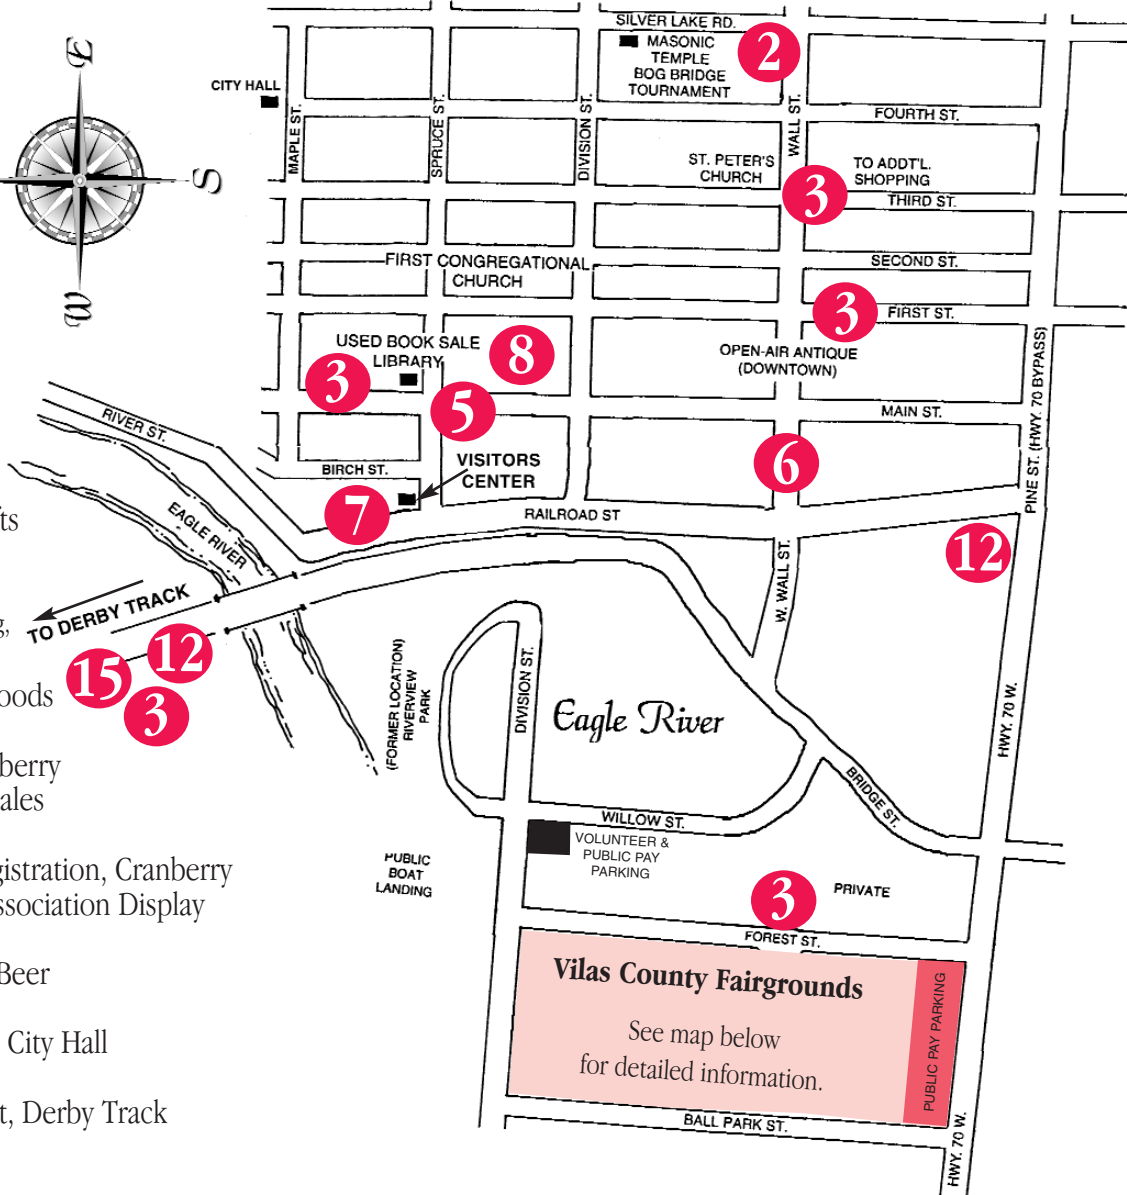 SILVER LAKE RD.
2
MASONIC
TEMPLE
BOG BRIDGE
TOURNAMENT
E
S
W
CITY HALL
MAPLE ST.
SPRUCE ST.
DIVISION ST.
WALL ST.
FOURTH ST.
ST. PETER'S
CHURCH
TO ADDT'L.
SHOPPING
3
THIRD ST.
SECOND ST.
FIRST CONGREGATIONAL
CHURCH
3
FIRST ST.
USED BOOK SALE
LIBRARY
8
3
5
OPEN-AIR ANTIQUE
(DOWNTOWN)
MAIN ST.
PINE ST. (HWY. 70 BYPASS)
RIVER ST.
BIRCH ST.
VISITORS
CENTER
6
7
RAILROAD ST
EAGLE RIVER
12
W. WALL ST.
TO DERBY TRACK
15
12
3
(FORMER LOCATION)
RIVERVIEW
PARK
DIVISION ST.
Eagle River
HWY. 70 W.
BRIDGE ST.
WILLOW ST.
VOLUNTEER &
PUBLIC PAY
PARKING
PUBLIC
BOAT
LANDING
3
PRIVATE
FOREST ST.
Vilas County Fairgrounds
See map below
for detailed information.
PUBLIC PAY PARKING
BALL PARK ST.
HWY. 70 W.
fts
g,
oods
berry
ales
gistration, Cranberry
ssociation Display
Beer
City Hall
t, Derby Track